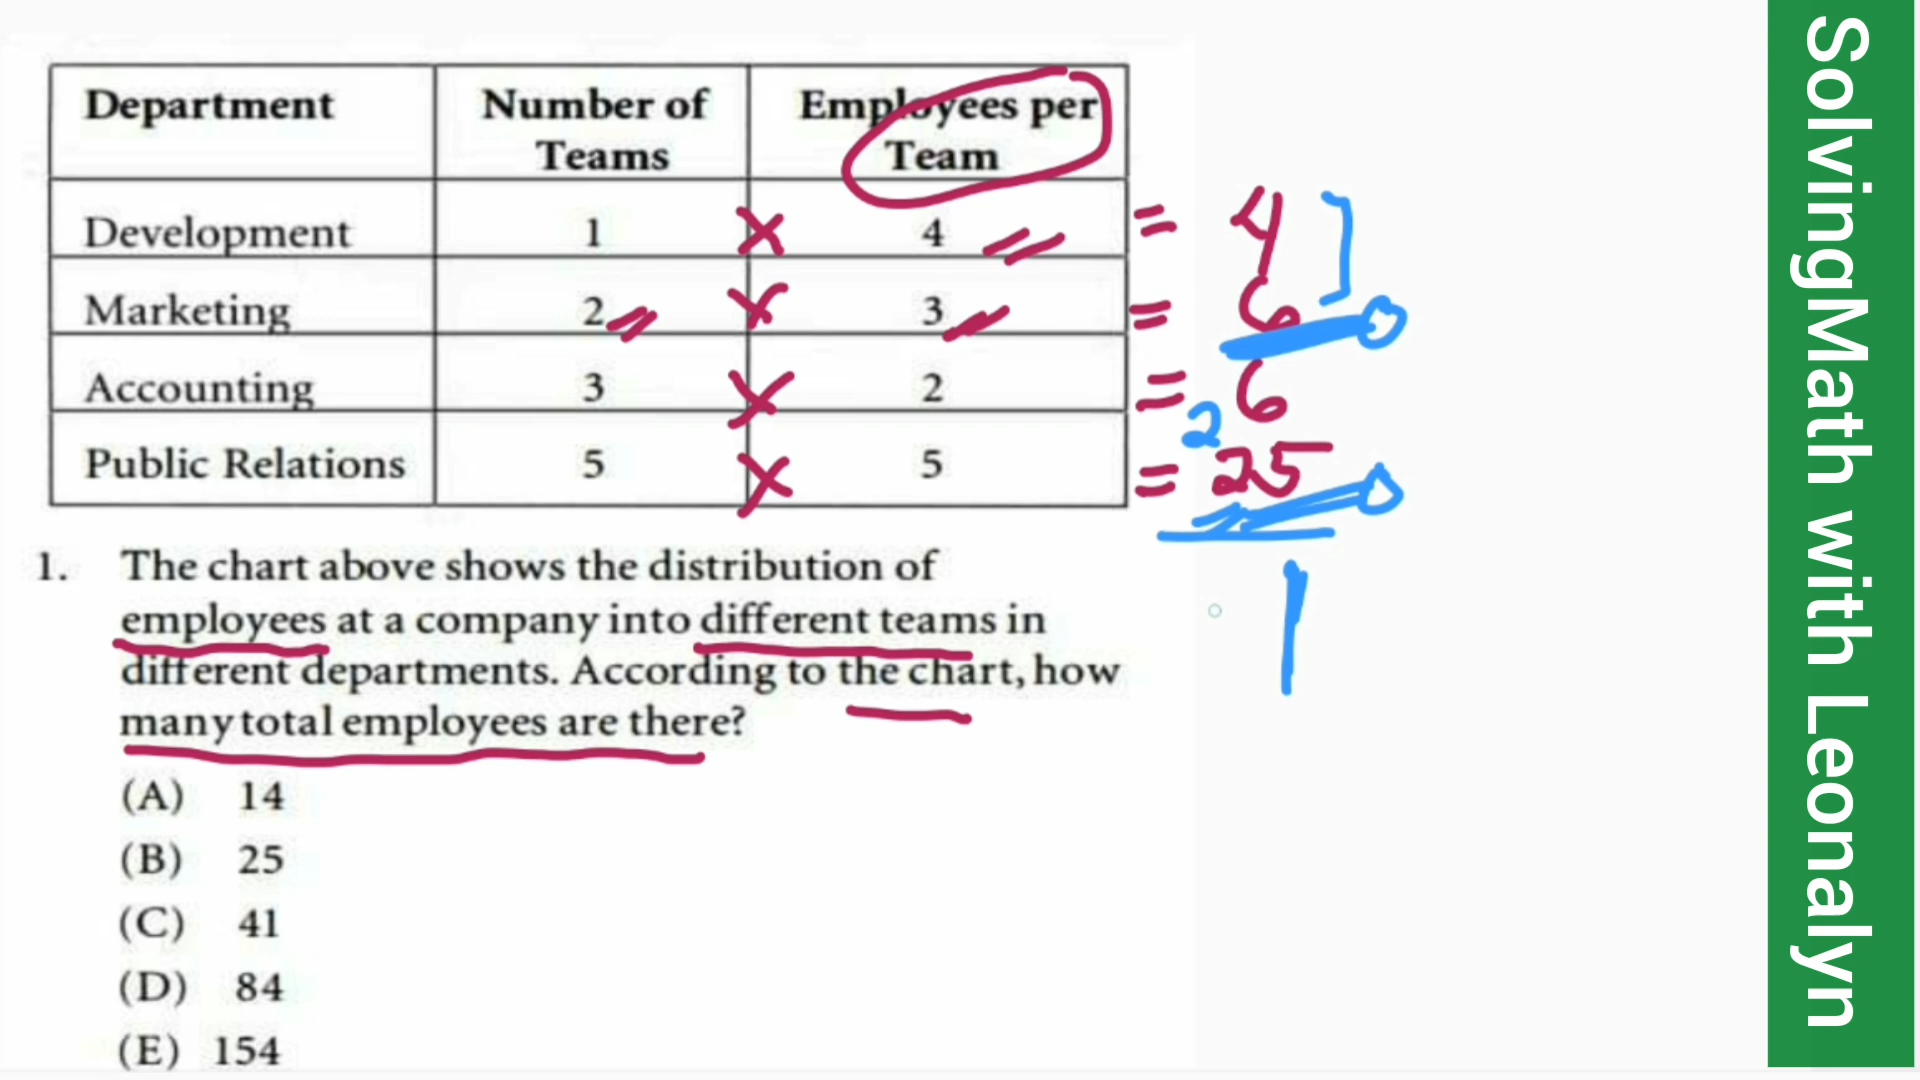 Department Number of Teams Employees per Team
Development 1 × 4 = 4
Marketing 2 × 3 = 6
Accounting 3 × 2 = 6
2
Public Relations 5 × 5 = 25
1
1. The chart above shows the distribution of
employees at a company into different teams in
different departments. According to the chart, how
many total employees are there?
(A) 14
(B) 25
(C) 41
(D) 84
(E) 154
SolvingMath with Leonalyn